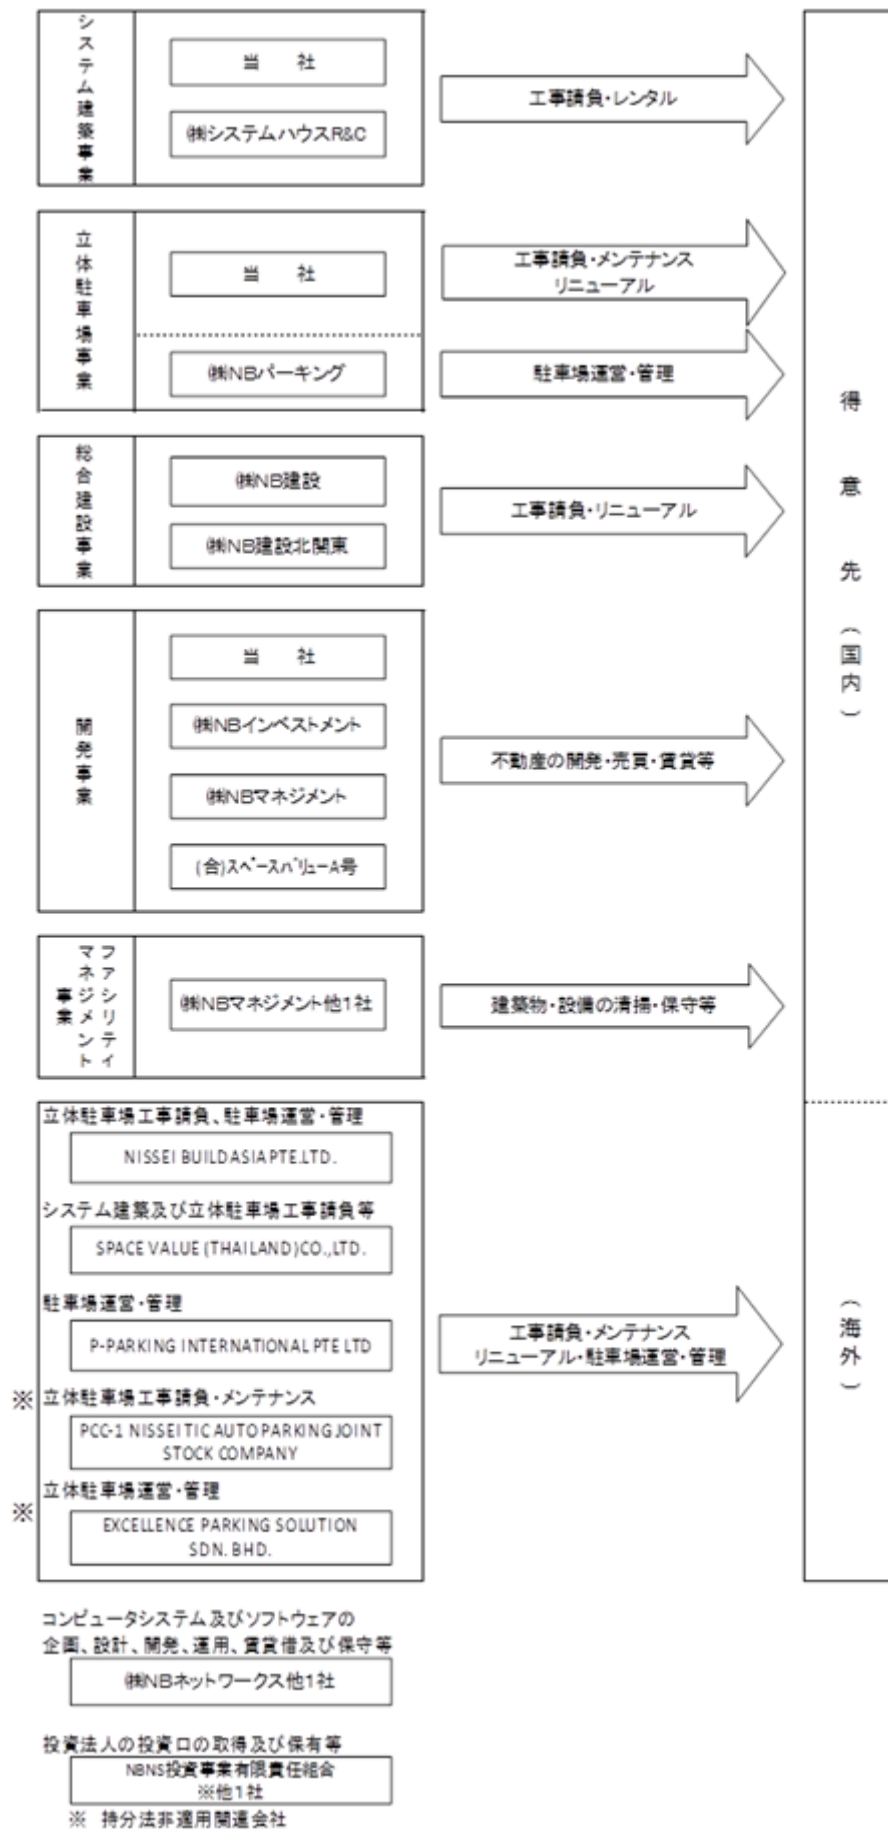 システム建築事業
当 社
㈱システムハウスR&C
工事請負・レンタル
立体駐車場事業
当 社
工事請負・メンテナンス
リニューアル
㈱NBパーキング
駐車場運営・管理
総合建設事業
㈱NB建設
㈱NB建設北関東
工事請負・リニューアル
開発事業
当 社
㈱NBインベストメント
㈱NBマネジメント
(合)スペースバリューA号
不動産の開発・売買・賃貸等
ファシリティ
マネジメント
事業
㈱NBマネジメント他1社
建築物・設備の清掃・保守等
得意先(国内)
立体駐車場工事請負、駐車場運営・管理
NISSEI BUILD ASIA PTE.LTD.
システム建築及び立体駐車場工事請負等
SPACE VALUE (THAILAND)CO.,LTD.
駐車場運営・管理
P-PARKING INTERNATIONAL PTE LTD
※ 立体駐車場工事請負・メンテナンス
PCC-1 NISSEI TIC AUTO PARKING JOINT
STOCK COMPANY
立体駐車場運営・管理
※
EXCELLENCE PARKING SOLUTION
SDN. BHD.
工事請負・メンテナンス
リニューアル・駐車場運営・管理
(海外)
コンピュータシステム及びソフトウェアの
企画、設計、開発、運用、賃貸借及び保守等
㈱NBネットワークス他1社
投資法人の投資口の取得及び保有等
NBNS投資事業有限責任組合
※他1社
※ 持分法非適用関連会社